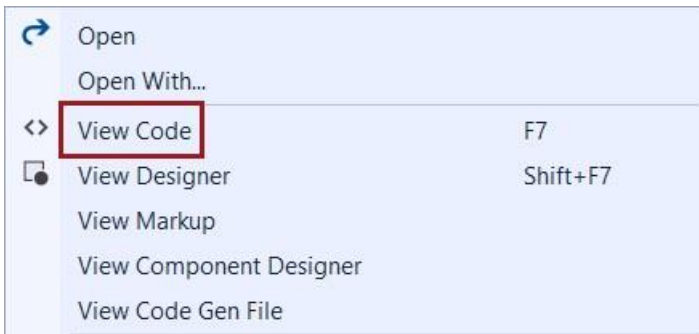 Open
Open With...
View Code F7
View Designer Shift+F7
View Markup
View Component Designer
View Code Gen File